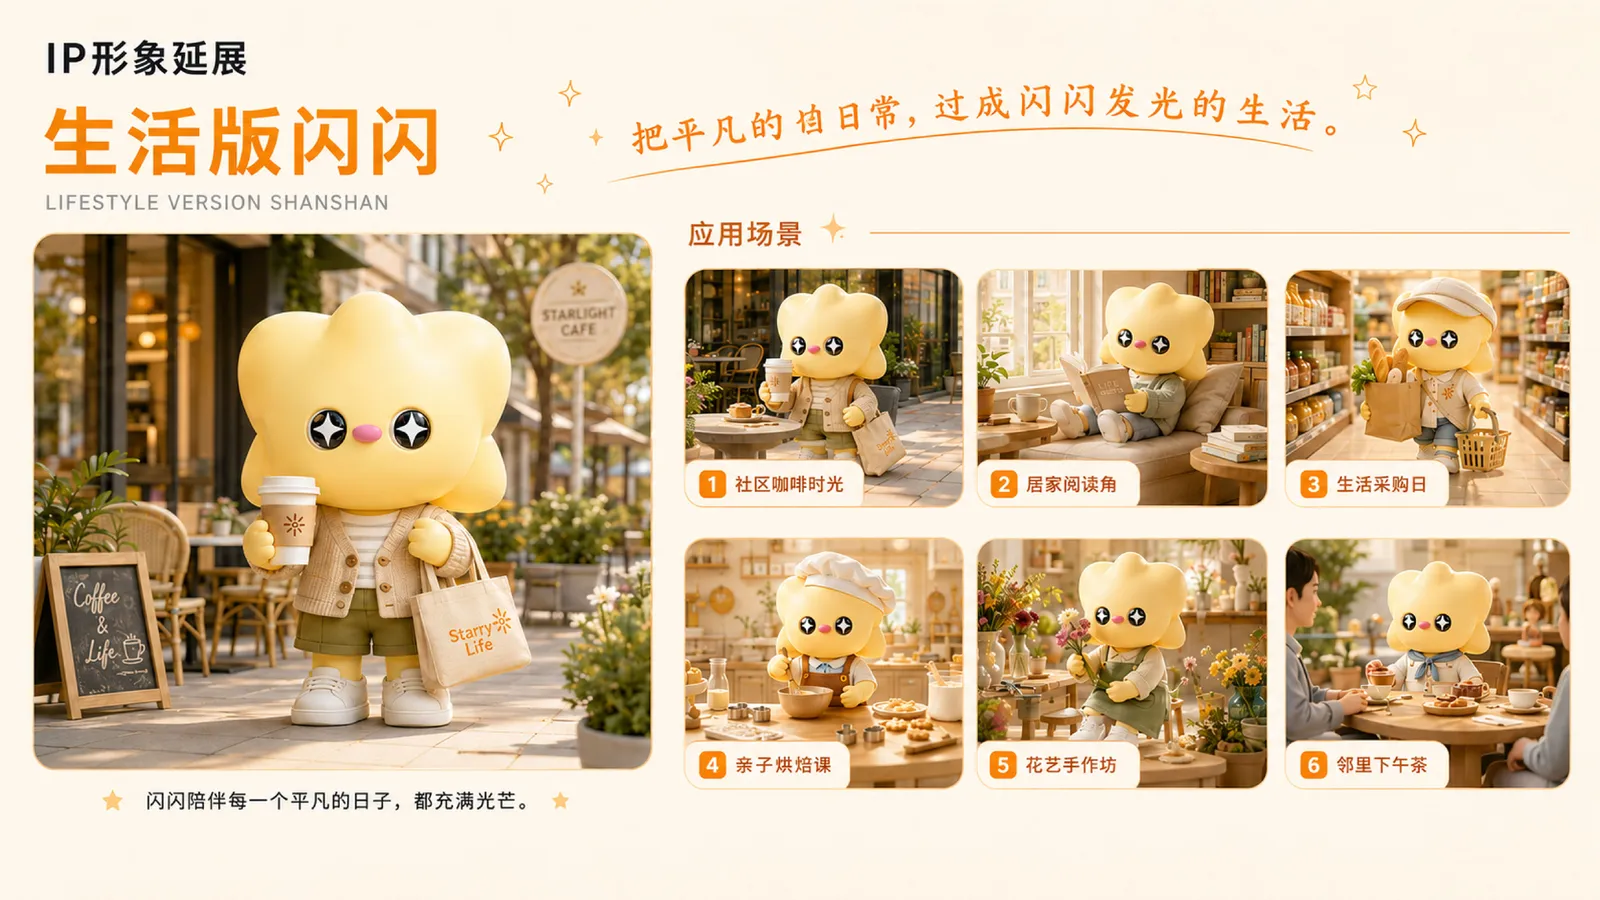 IP形象延展
生活版闪闪
LIFESTYLE VERSION SHANSHAN
把平凡的日常，过成闪闪发光的生活。
应用场景
STARLIGHT
CAFE
Coffee
&
Life
Starry
Life
1 社区咖啡时光
2 居家阅读角
3 生活采购日
4 亲子烘焙课
5 花艺手作坊
6 邻里下午茶
闪闪陪伴每一个平凡的日子，都充满光芒。